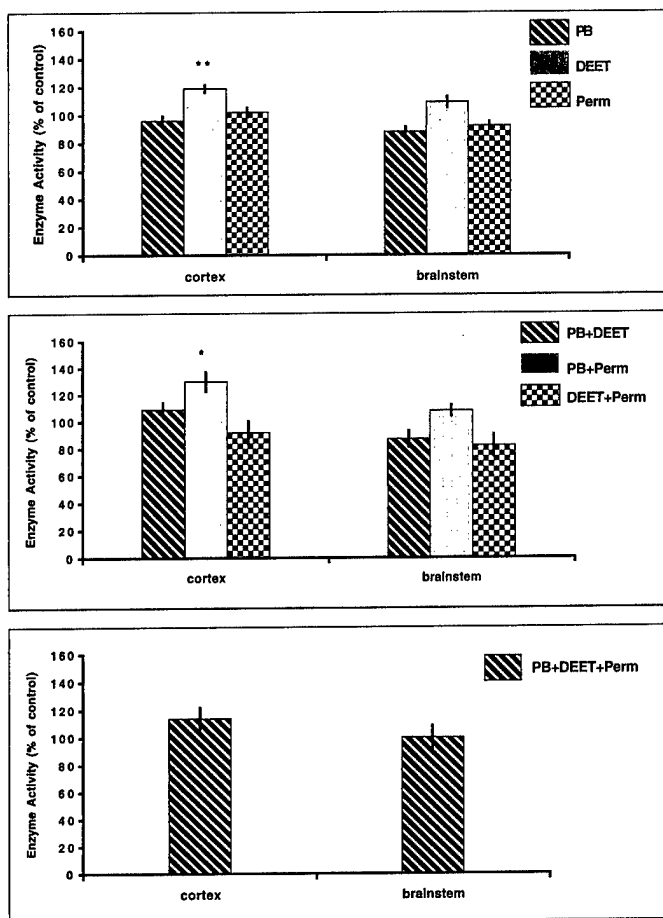 PB
DEET
Perm
Enzyme Activity (% of control)
160
140
120
100
80
60
40
20
0
**
cortex
brainstem
PB+DEET
PB+Perm
DEET+Perm
Enzyme Activity (% of control)
160
140
120
100
80
60
40
20
0
*
cortex
brainstem
PB+DEET+Perm
Enzyme Activity (% of control)
160
140
120
100
80
60
40
20
0
cortex
brainstem